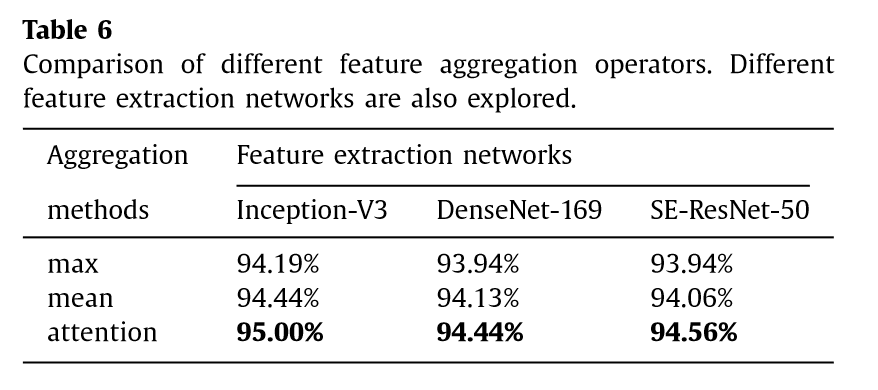 Table 6
Comparison of different feature aggregation operators. Different
feature extraction networks are also explored.
Aggregation Feature extraction networks
methods Inception-V3 DenseNet-169 SE-ResNet-50
max 94.19% 93.94% 93.94%
mean 94.44% 94.13% 94.06%
attention 95.00% 94.44% 94.56%